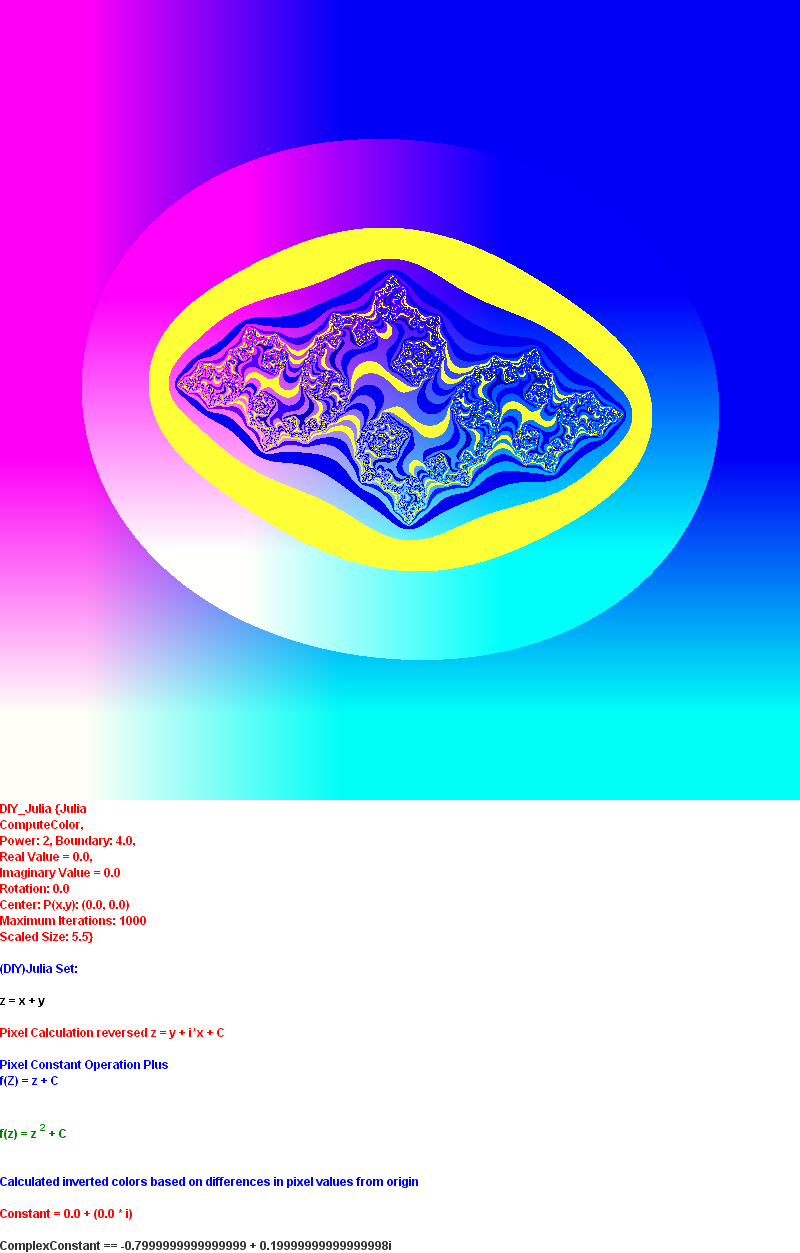 DIY_Julia {Julia
ComputeColor,
Power: 2, Boundary: 4.0,
Real Value = 0.0,
Imaginary Value = 0.0
Rotation: 0.0
Center: P(x,y): (0.0, 0.0)
Maximum Iterations: 1000
Scaled Size: 5.5}
(DIY)Julia Set:
z = x + y
Pixel Calculation reversed z = y + i*x + C
Pixel Constant Operation Plus
f(Z) = z + C
f(z) = z 2 + C
Calculated inverted colors based on differences in pixel values from origin
Constant = 0.0 + (0.0 * i)
ComplexConstant == -0.7999999999999999 + 0.19999999999999998i